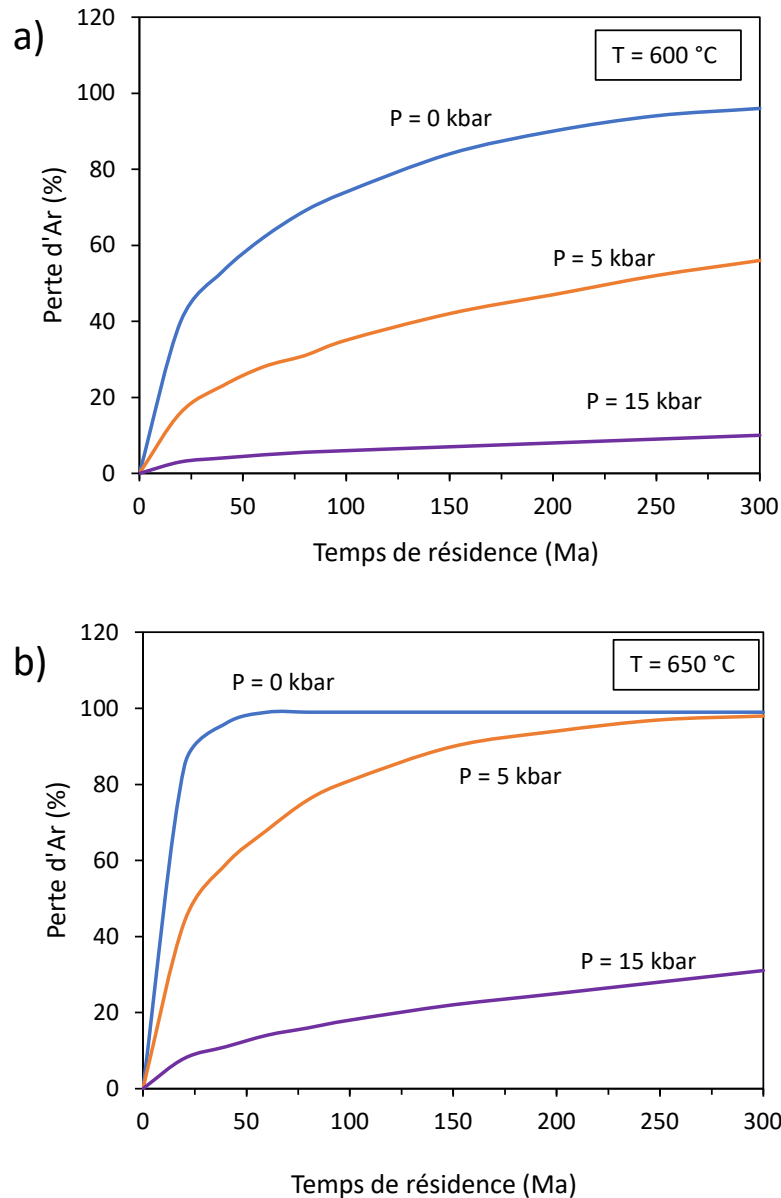 a)
120
100
80
60
40
20
0
Perte d'Ar (%)
T = 600 °C
P = 0 kbar
P = 5 kbar
P = 15 kbar
0 50 100 150 200 250 300
Temps de résidence (Ma)
b)
120
100
80
60
40
20
0
Perte d'Ar (%)
T = 650 °C
P = 0 kbar
P = 5 kbar
P = 15 kbar
0 50 100 150 200 250 300
Temps de résidence (Ma)